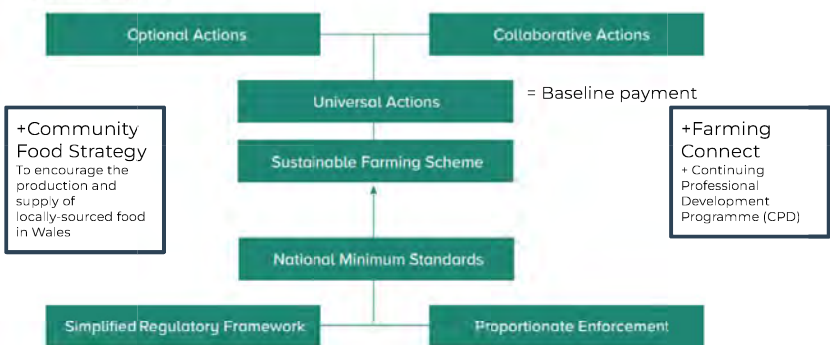 Optional Actions
Collaborative Actions
Universal Actions
= Baseline payment
+Community
Food Strategy
To encourage the
production and
supply of
locally-sourced food
in Wales
+Farming
Connect
+ Continuing
Professional
Development
Programme (CPD)
Sustainable Farming Scheme
National Minimum Standards
Simplified Regulatory Framework
Proportionate Enforcement